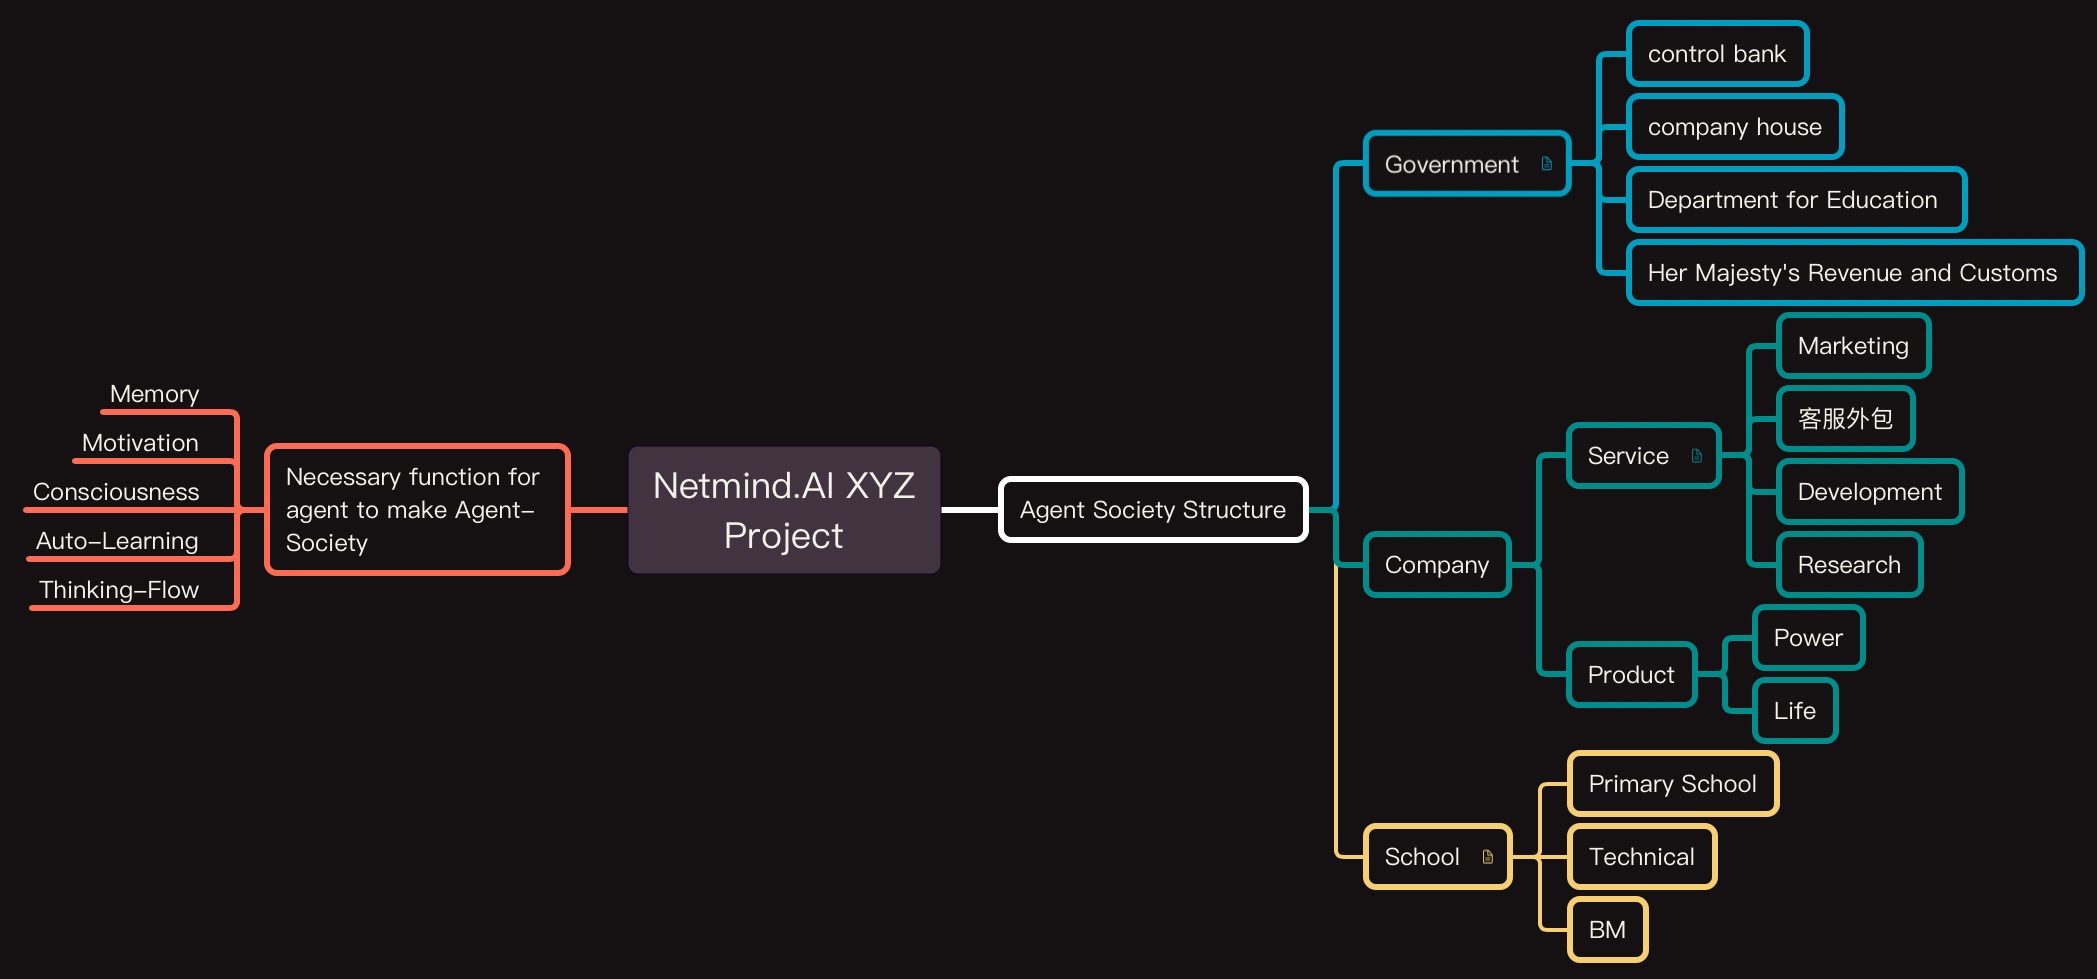 Memory
Motivation
Consciousness
Auto-Learning
Thinking-Flow
Necessary function for
agent to make Agent-
Society
Netmind.AI XYZ
Project
Agent Society Structure
Government
control bank
company house
Department for Education
Her Majesty's Revenue and Customs
Company
Service
Marketing
客服外包
Development
Research
Product
Power
Life
School
Primary School
Technical
BM